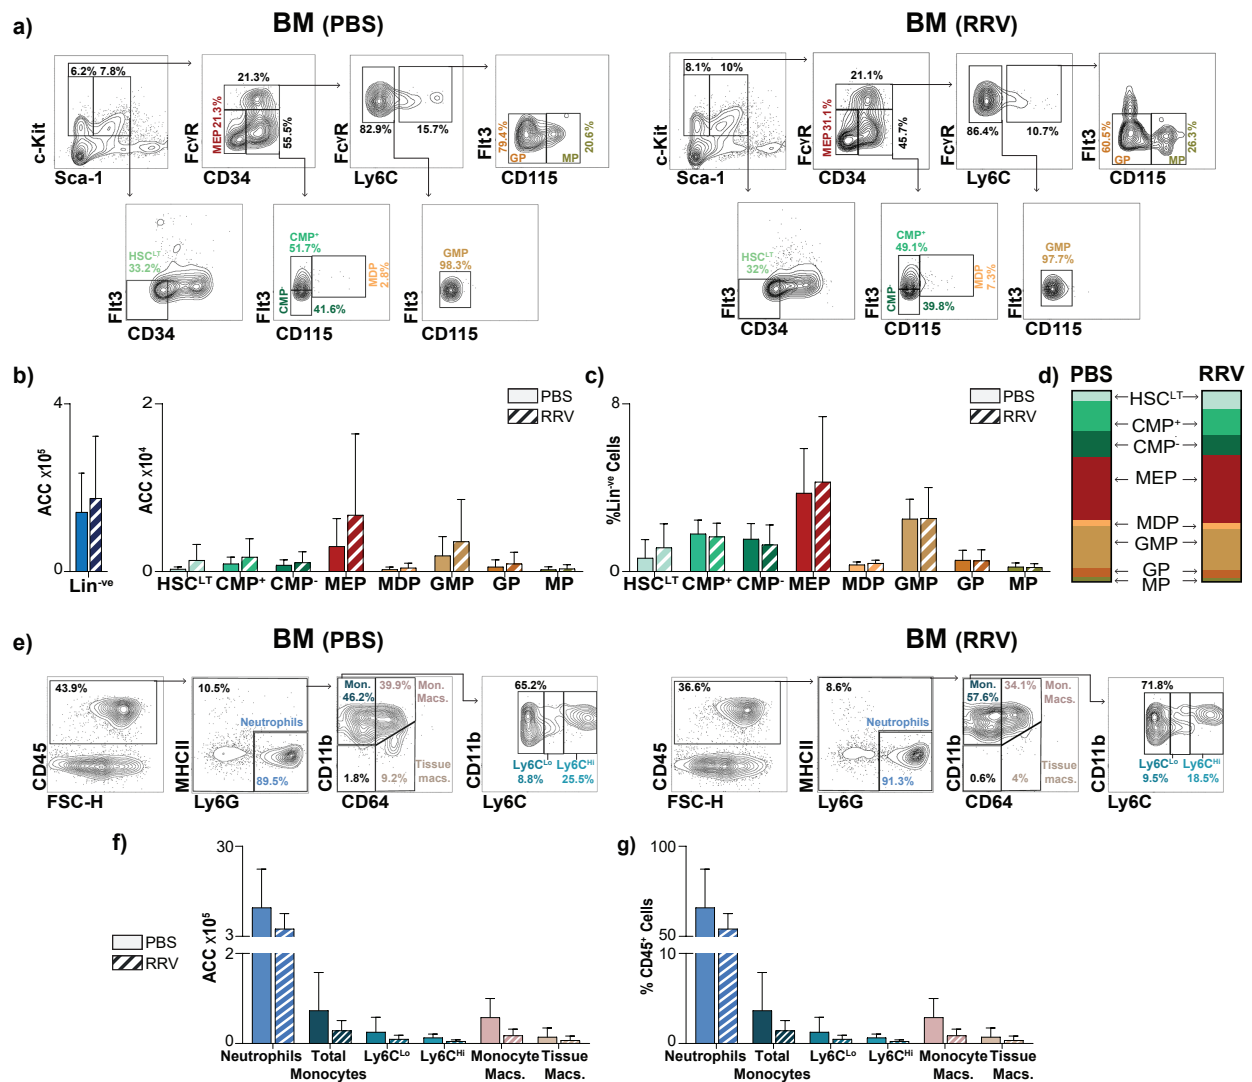 a)
BM (PBS)
BM (RRV)
6.2% 7.8%
c-Kit
Sca-1
21.3%
MEP 21.3%
55.5%
FcγR
CD34
82.9%
15.7%
FcγR
Ly6C
79.4%
GP
MP
20.6%
Flt3
CD115
HSCLT
33.2%
Flt3
CD34
CMP+
51.7%
MDP
2.8%
CMP-
41.6%
Flt3
CD115
GMP
98.3%
Flt3
CD115
8.1% 10%
c-Kit
Sca-1
21.1%
MEP 31.1%
45.7%
FcγR
CD34
86.4%
10.7%
FcγR
Ly6C
60.5%
GP
MP
26.3%
Flt3
CD115
HSCLT
32%
Flt3
CD34
CMP+
49.1%
MDP
7.3%
CMP-
39.8%
Flt3
CD115
GMP
97.7%
Flt3
CD115
b)
4
0
ACC x10⁵
Lin-ve
2
0
ACC x10⁴
PBS
RRV
HSCLT CMP+ CMP- MEP MDP GMP GP MP
c)
8
0
%Lin-ve Cells
PBS
RRV
HSCLT CMP+ CMP- MEP MDP GMP GP MP
d)
PBS RRV
HSCLT
CMP+
CMP-
MEP
MDP
GMP
GP
MP
e)
BM (PBS)
BM (RRV)
43.9%
CD45
FSC-H
10.5%
Neutrophils
89.5%
MHCII
Ly6G
Mon.
46.2%
39.9% Mon.
Macs.
1.8%
9.2%
Tissue
macs.
CD11b
CD64
65.2%
Ly6CLo Ly6CHi
8.8% 25.5%
CD11b
Ly6C
36.6%
CD45
FSC-H
8.6%
Neutrophils
91.3%
MHCII
Ly6G
Mon.
57.6%
34.1% Mon.
Macs.
0.6%
4%
Tissue
macs.
CD11b
CD64
71.8%
Ly6CLo Ly6CHi
9.5% 18.5%
CD11b
Ly6C
f)
PBS
RRV
30
3
2
0
ACC x10⁵
Neutrophils Total Ly6CLo Ly6CHi Monocyte Tissue
Monocytes Macs. Macs.
g)
100
50
10
0
% CD45+ Cells
Neutrophils Total Ly6CLo Ly6CHi Monocyte Tissue
Monocytes Macs. Macs.